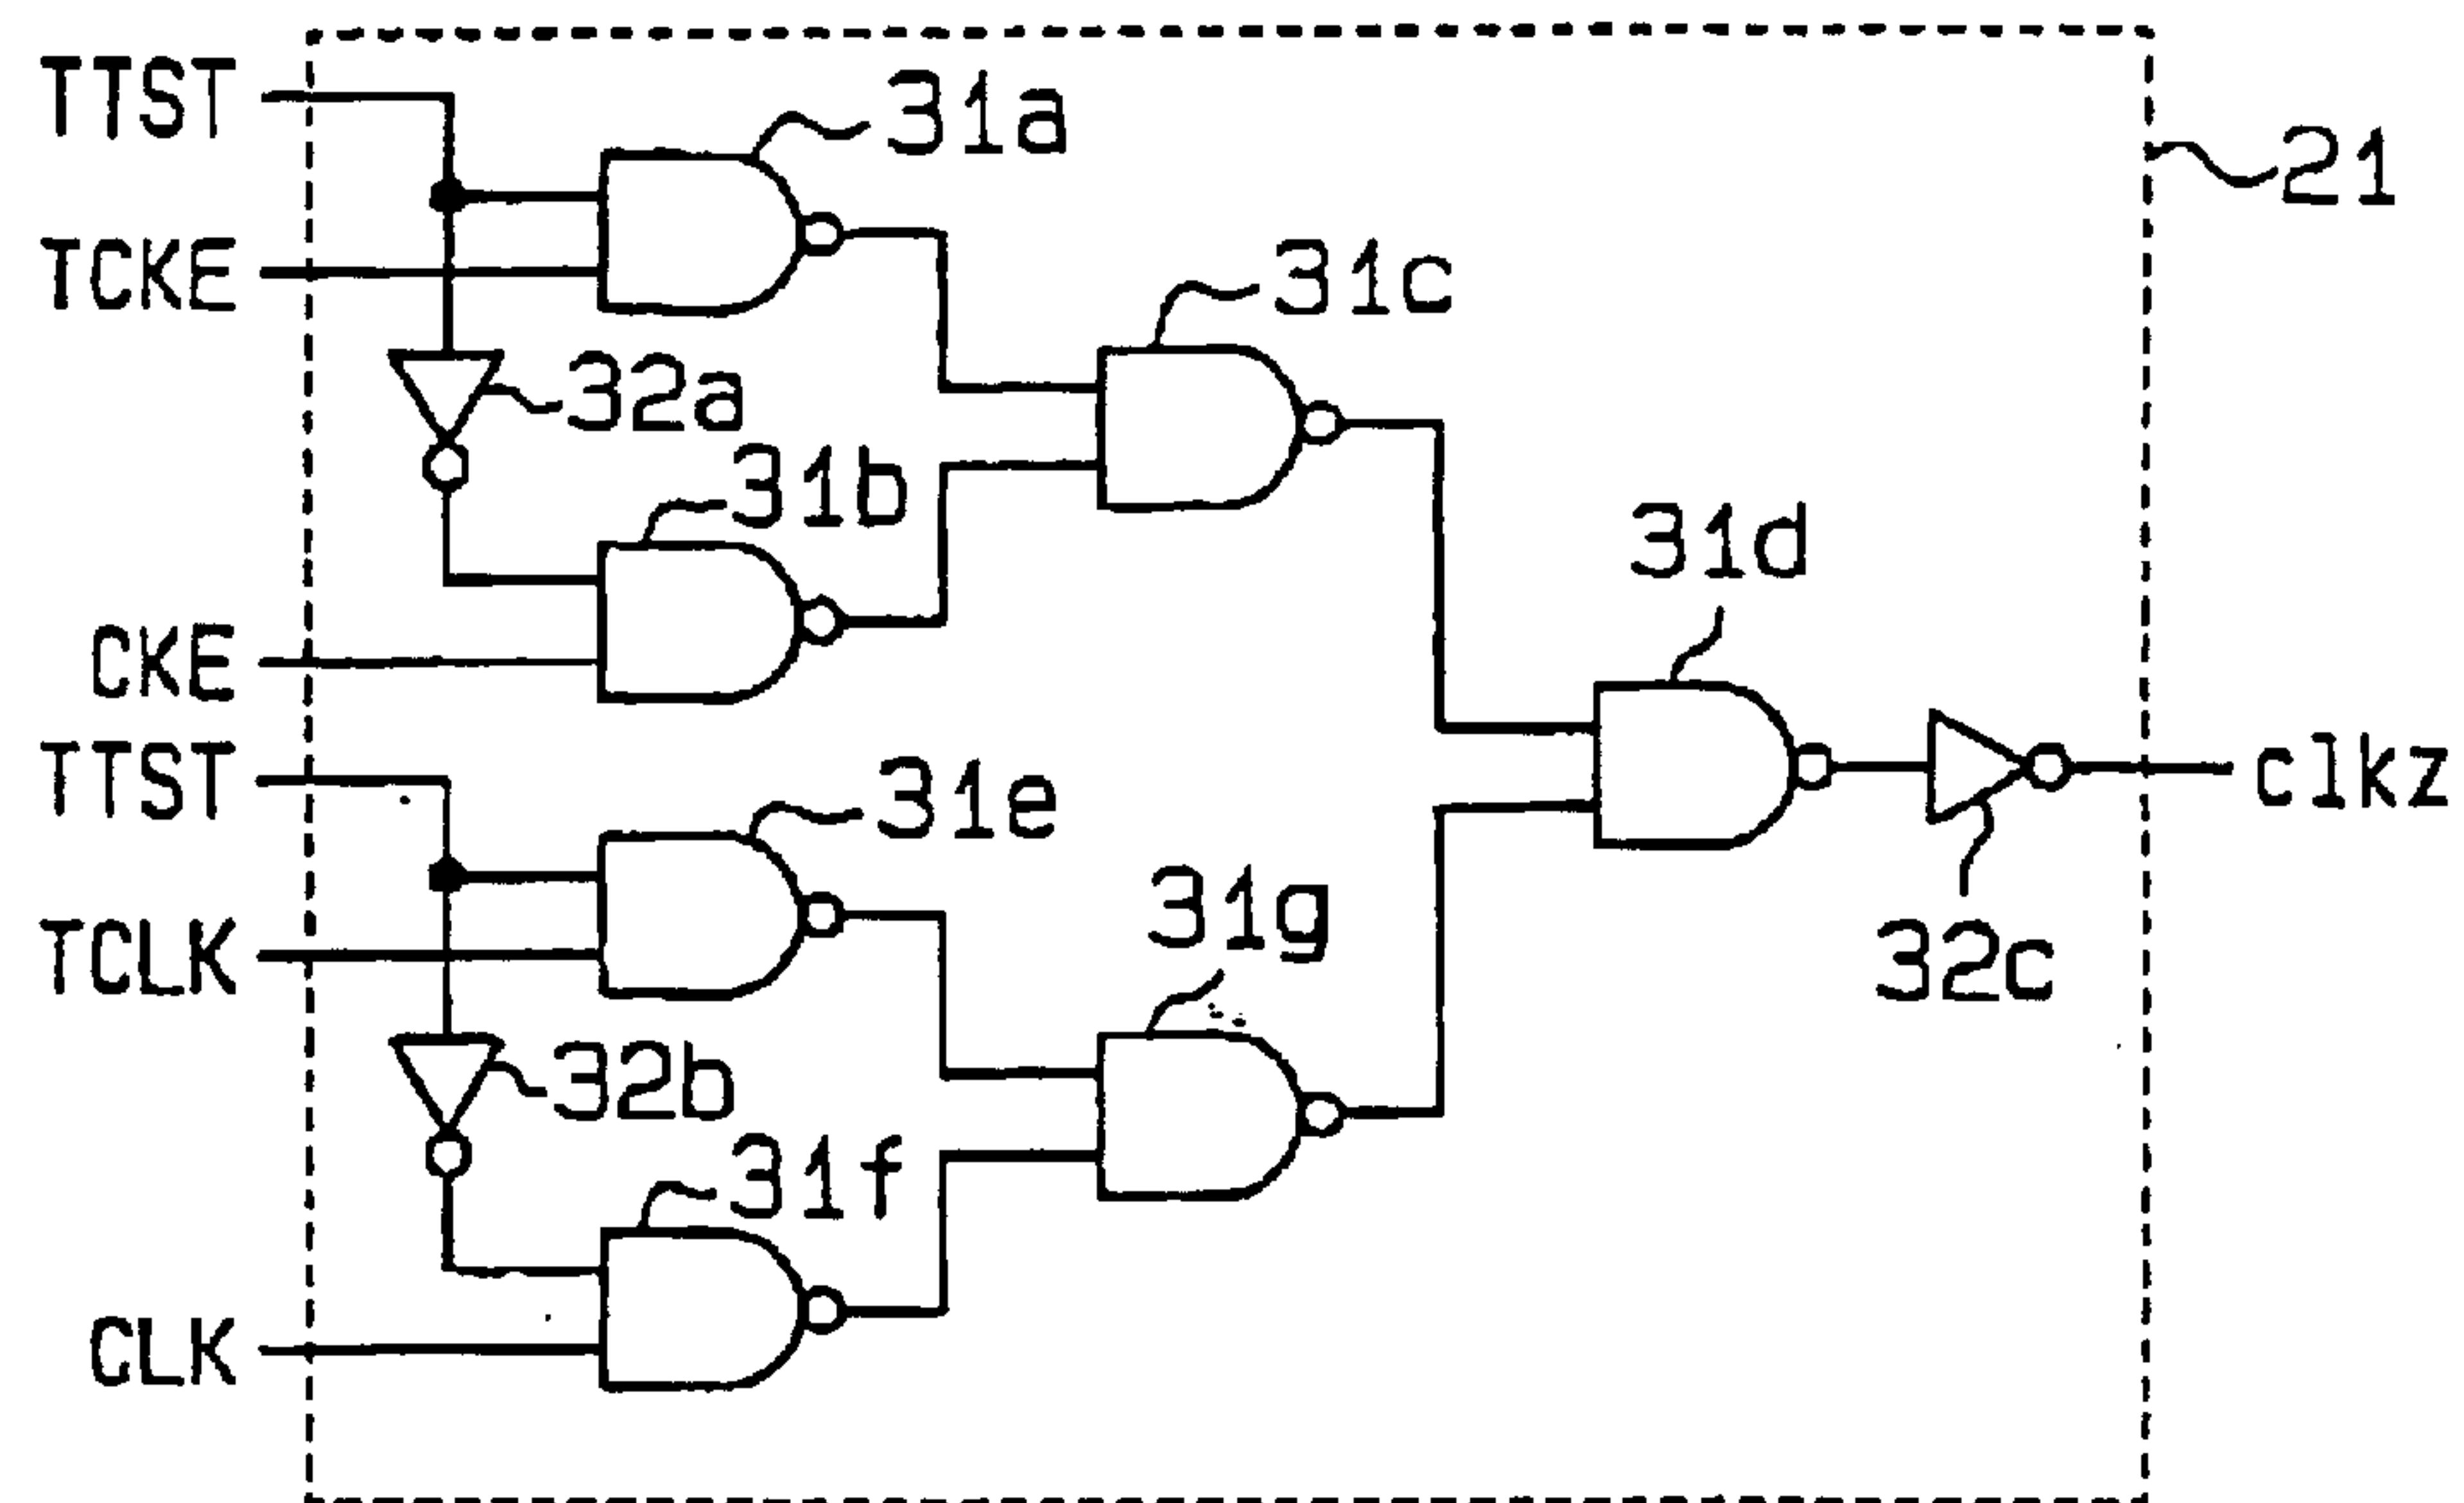 TTST
31a
21
TCKE
31c
32a
31b
31d
CKE
TTST
31e
clkz
TCLK
31g
32c
32b
31f
CLK